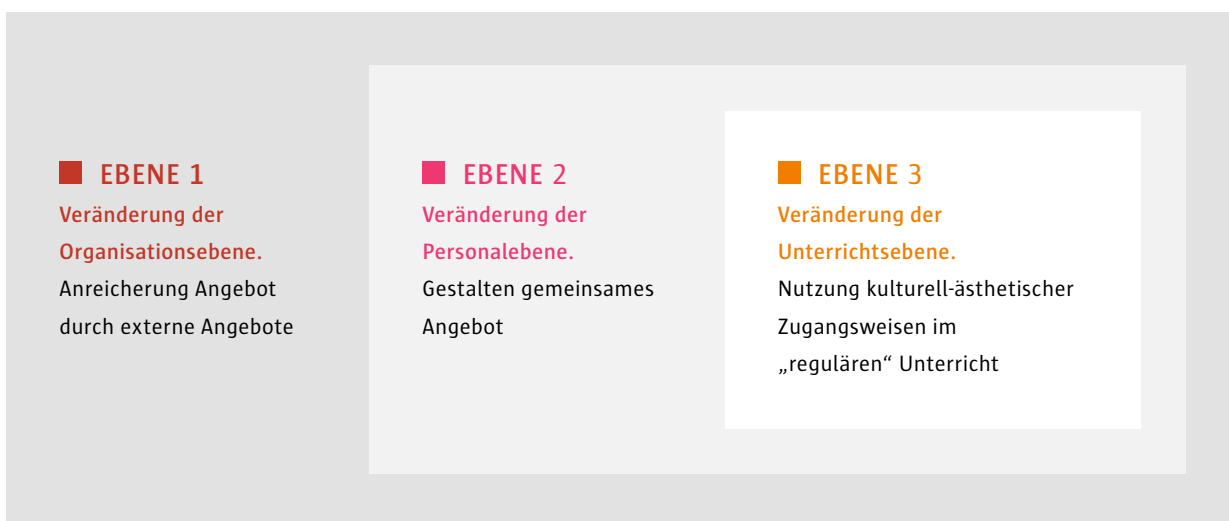 EBENE 1
Veränderung der
Organisationsebene.
Anreicherung Angebot
durch externe Angebote
EBENE 2
Veränderung der
Personalebene.
Gestalten gemeinsames
Angebot
EBENE 3
Veränderung der
Unterrichtsebene.
Nutzung kulturell-ästhetischer
Zugangsweisen im
„regulären“ Unterricht